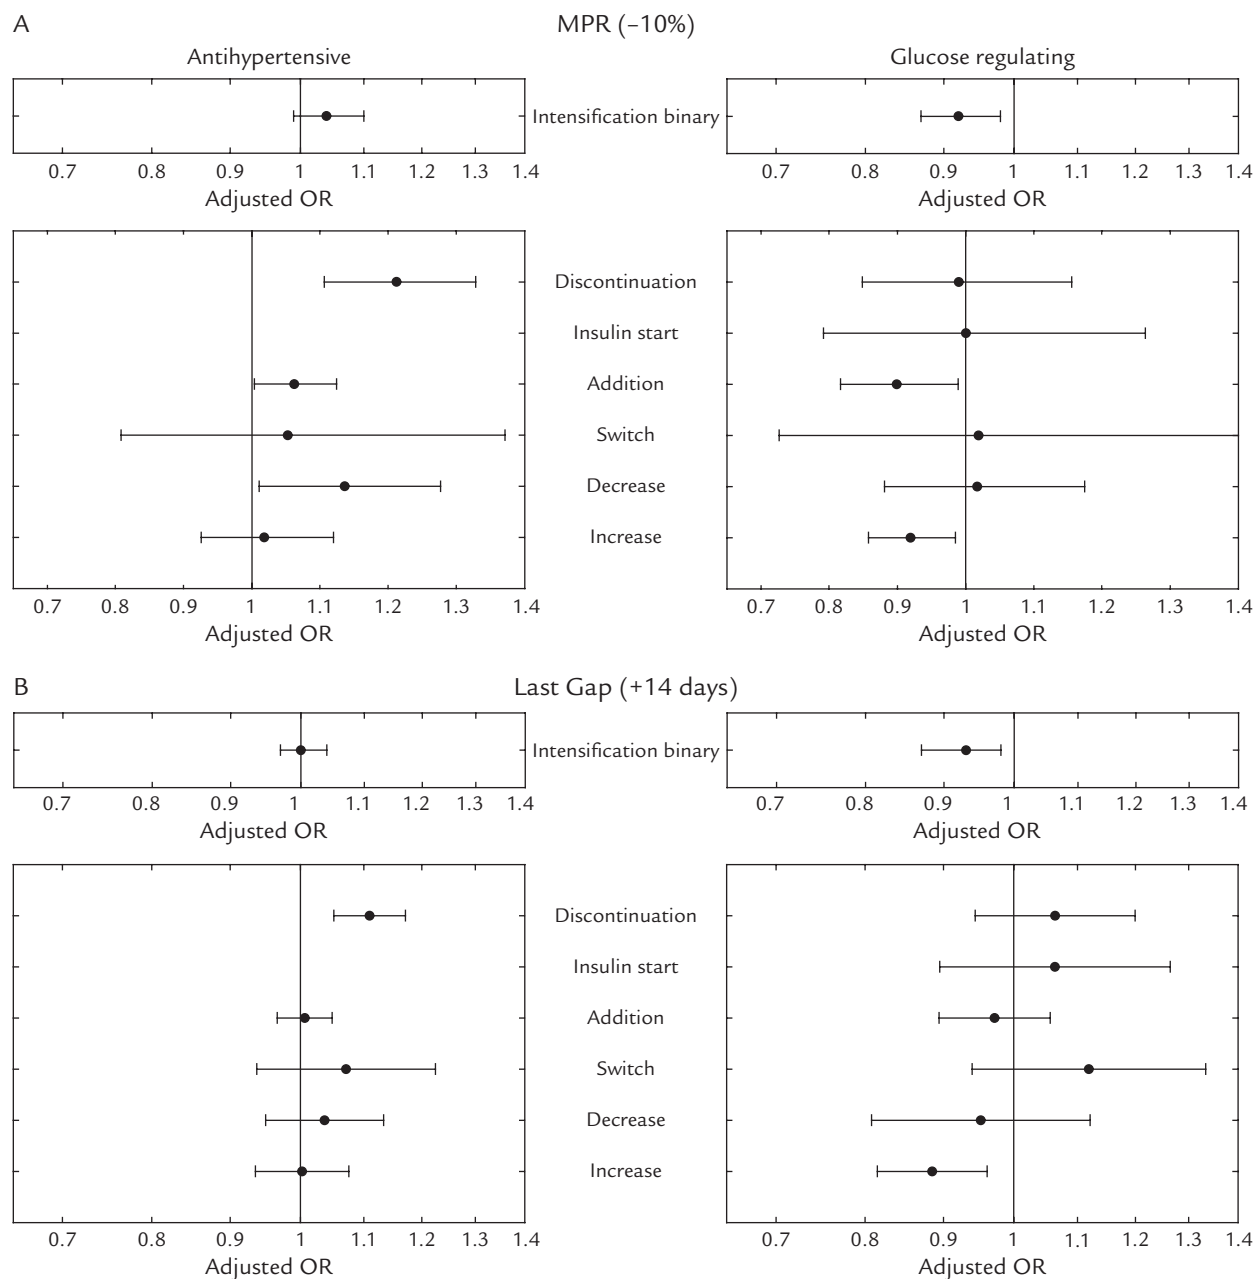 A
MPR (–10%)
Antihypertensive
Glucose regulating
Intensification binary
0.7 0.8 0.9 1 1.1 1.2 1.3 1.4
Adjusted OR
0.7 0.8 0.9 1 1.1 1.2 1.3 1.4
Adjusted OR
Discontinuation
Insulin start
Addition
Switch
Decrease
Increase
0.7 0.8 0.9 1 1.1 1.2 1.3 1.4
Adjusted OR
0.7 0.8 0.9 1 1.1 1.2 1.3 1.4
Adjusted OR
B
Last Gap (+14 days)
Intensification binary
0.7 0.8 0.9 1 1.1 1.2 1.3 1.4
Adjusted OR
0.7 0.8 0.9 1 1.1 1.2 1.3 1.4
Adjusted OR
Discontinuation
Insulin start
Addition
Switch
Decrease
Increase
0.7 0.8 0.9 1 1.1 1.2 1.3 1.4
Adjusted OR
0.7 0.8 0.9 1 1.1 1.2 1.3 1.4
Adjusted OR